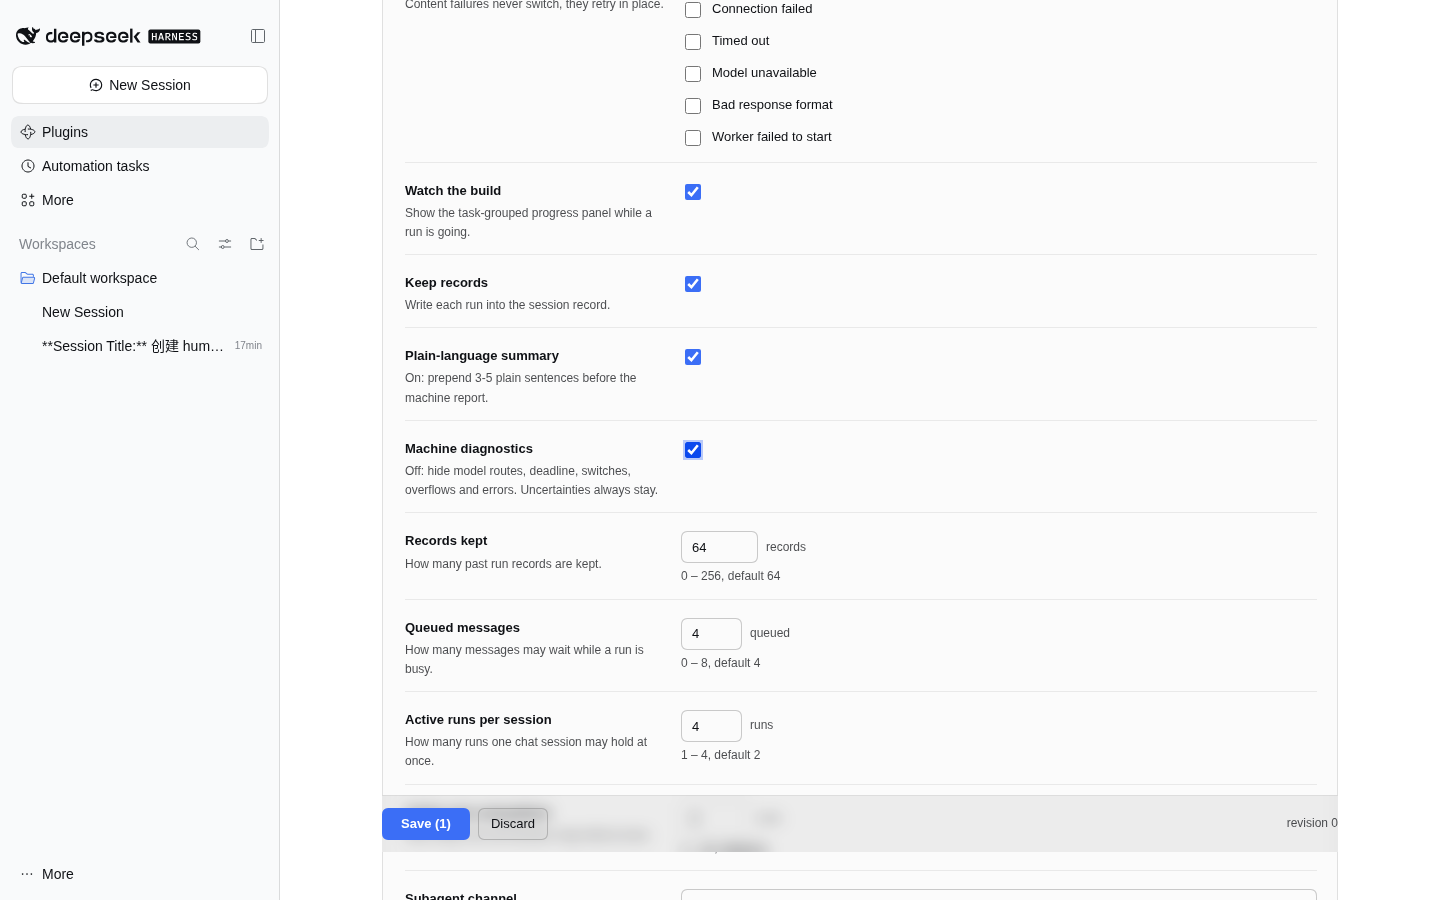 deepseek HARNESS
New Session
Plugins
Automation tasks
More
Workspaces
Default workspace
New Session
**Session Title:** 创建 hum… 17min
More
Content failures never switch, they retry in place.
Connection failed
Timed out
Model unavailable
Bad response format
Worker failed to start
Watch the build
Show the task-grouped progress panel while a
run is going.
Keep records
Write each run into the session record.
Plain-language summary
On: prepend 3-5 plain sentences before the
machine report.
Machine diagnostics
Off: hide model routes, deadline, switches,
overflows and errors. Uncertainties always stay.
Records kept
How many past run records are kept.
64 records
0 – 256, default 64
Queued messages
How many messages may wait while a run is
busy.
4 queued
0 – 8, default 4
Active runs per session
How many runs one chat session may hold at
once.
4 runs
1 – 4, default 2
Save (1)
Discard
revision 0
Subagent channel